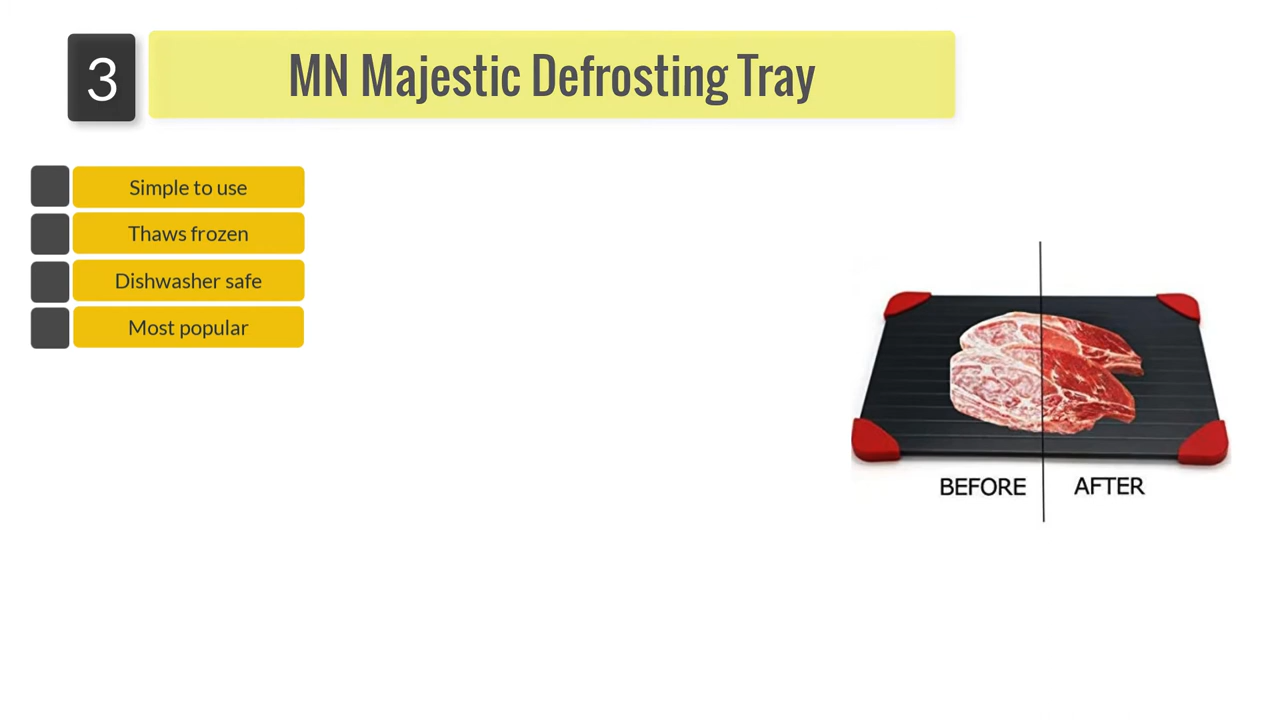 3
MN Majestic Defrosting Tray
Simple to use
Thaws frozen
Dishwasher safe
Most popular
BEFORE
AFTER